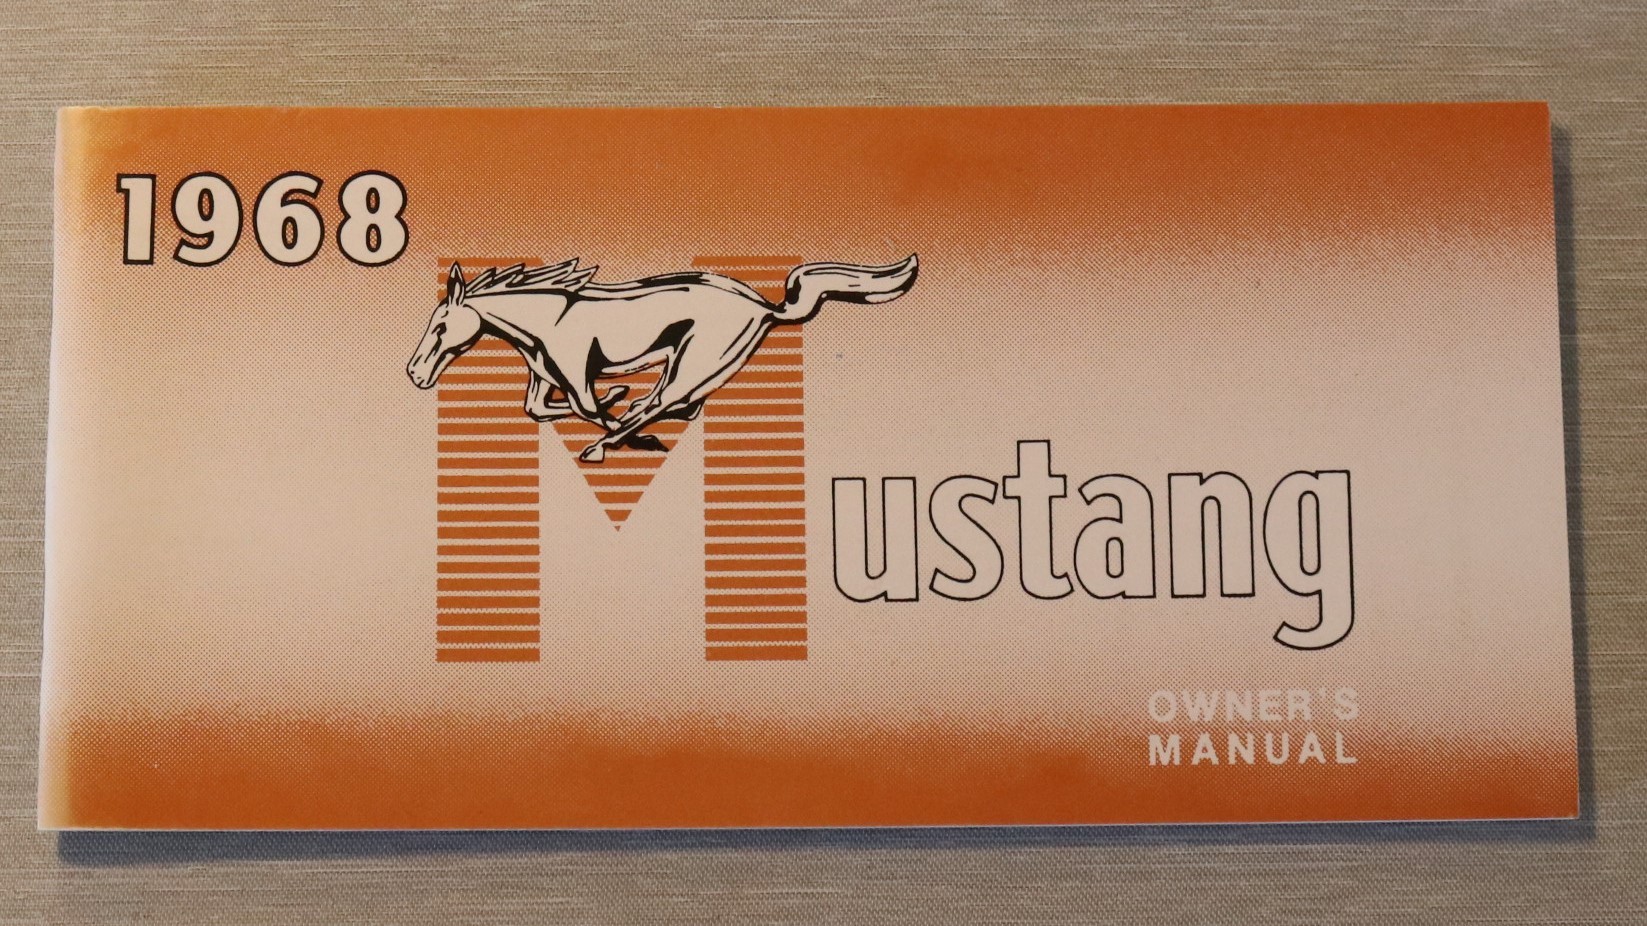 1968
Mustang
OWNER'S
MANUAL